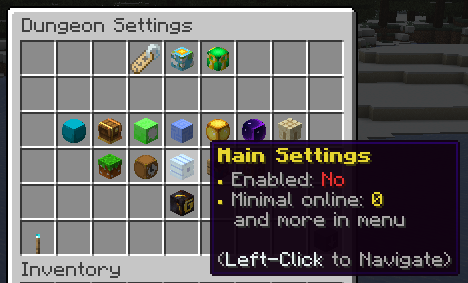 Dungeon Settings
Main Settings
• Enabled: No
• Minimal online: 0
and more in menu
(Left-Click to Navigate)
Inventory